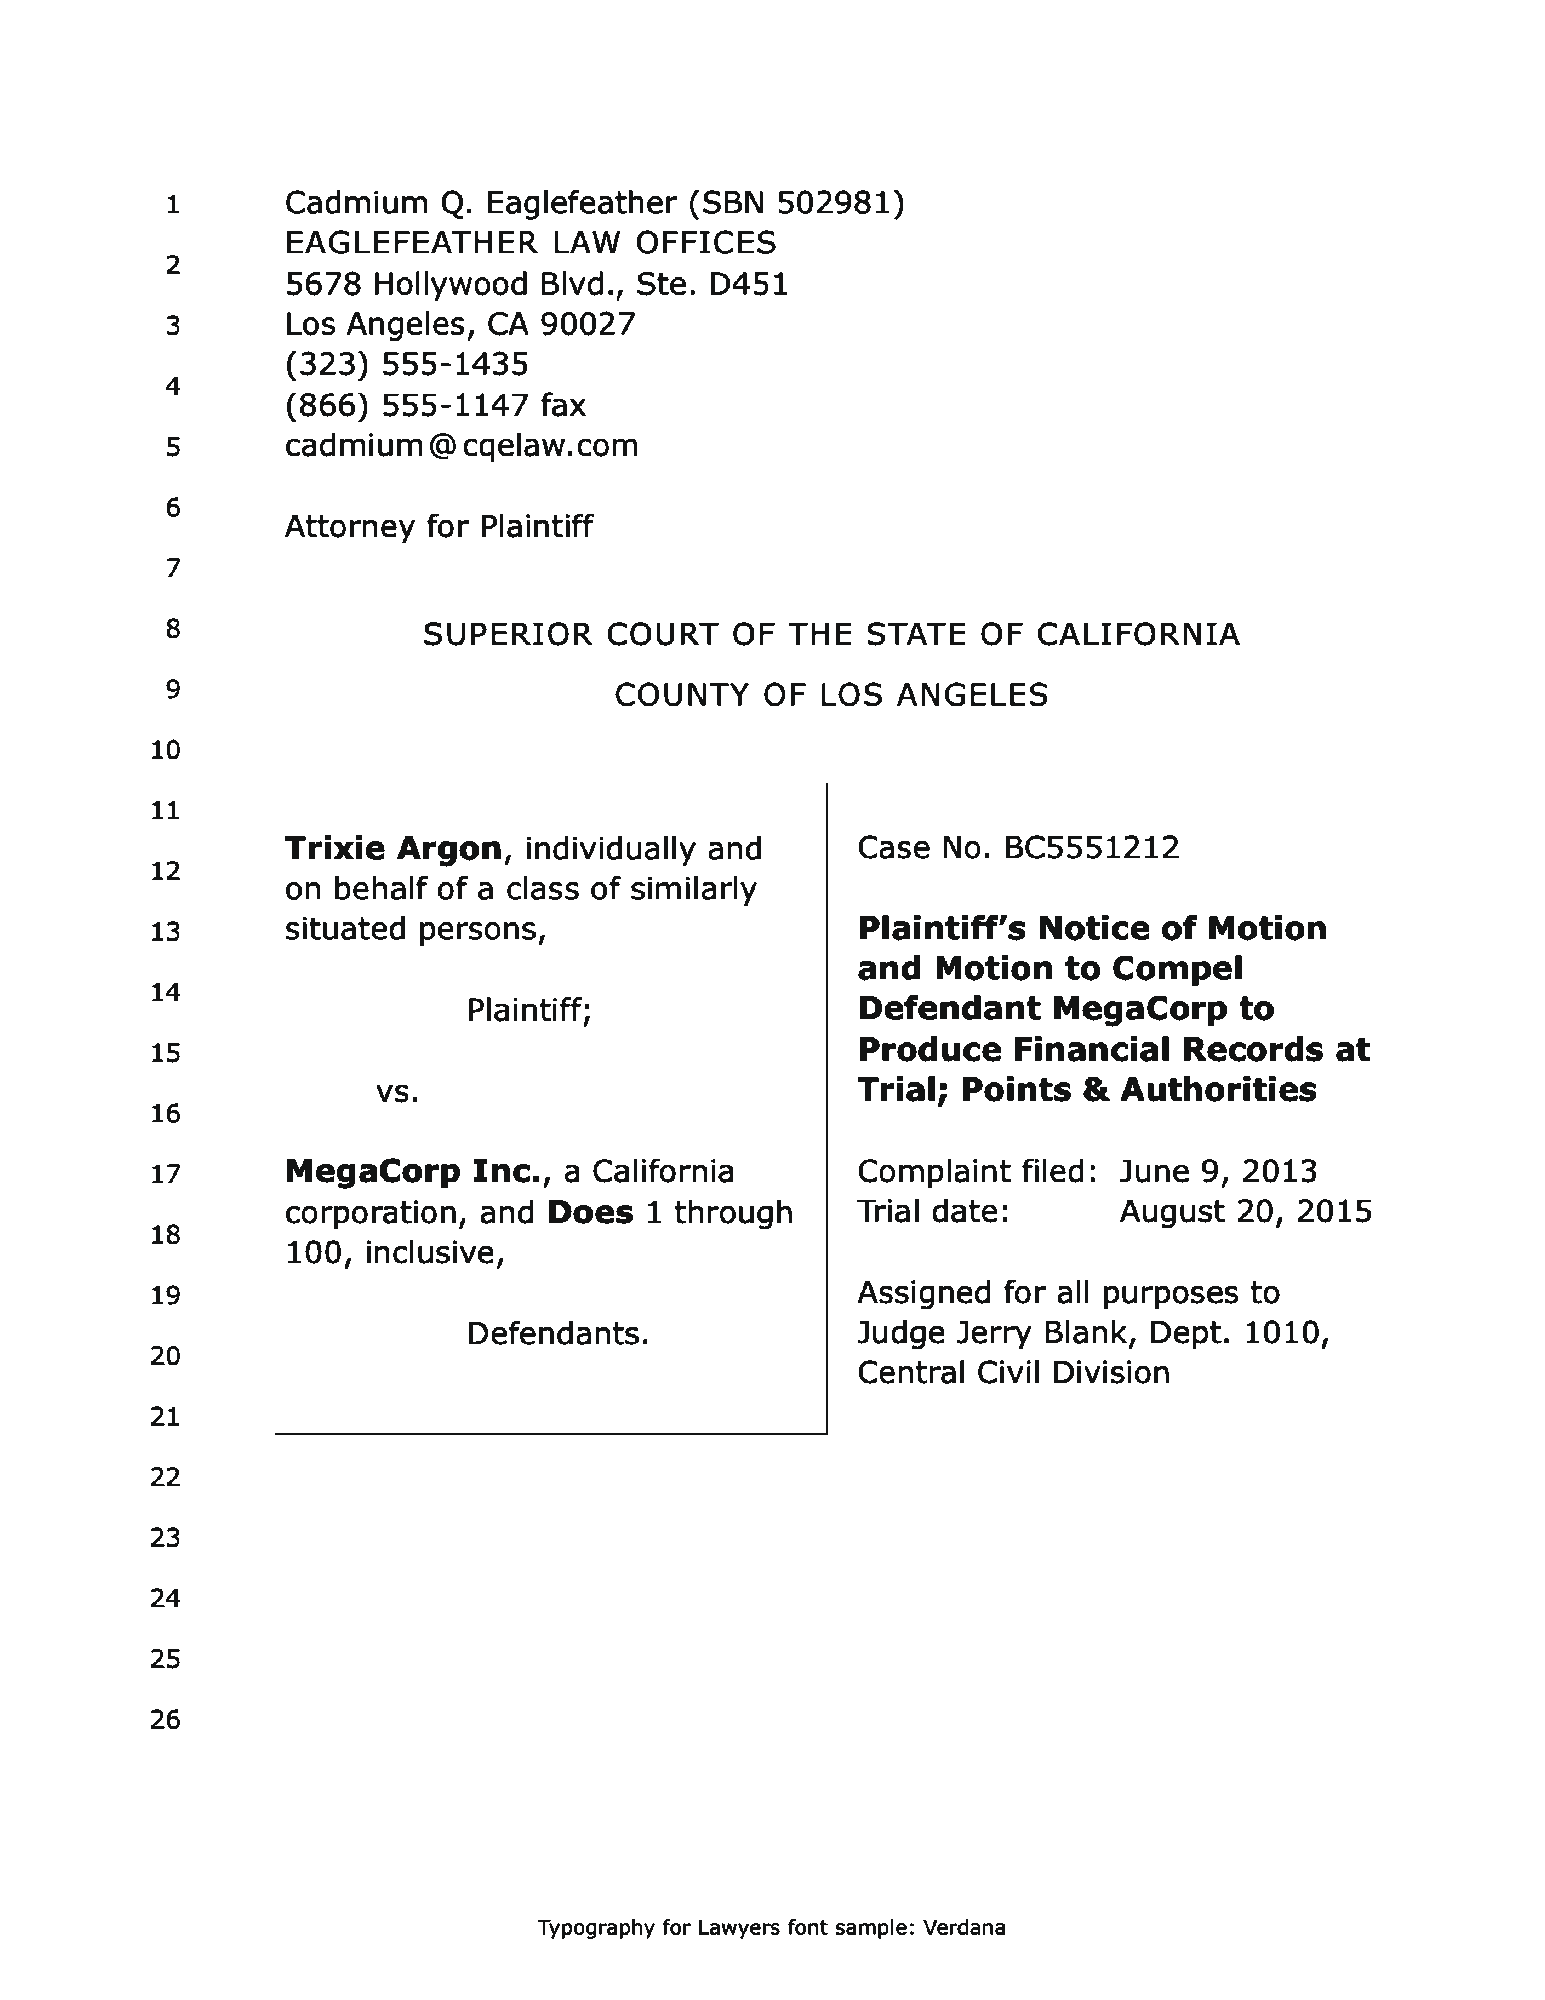 1 Cadmium Q. Eaglefeather (SBN 502981)
EAGLEFEATHER LAW OFFICES
2
5678 Hollywood Blvd., Ste. D451
3 Los Angeles, CA 90027
(323) 555-1435
4
(866) 555-1147 fax
5 cadmium@cqelaw.com
6
Attorney for Plaintiff
7
8 SUPERIOR COURT OF THE STATE OF CALIFORNIA
9 COUNTY OF LOS ANGELES
10
11
Trixie Argon, individually and
12
on behalf of a class of similarly
13 situated persons,
14
Plaintiff;
15
vs.
16
17 MegaCorp Inc., a California
corporation, and Does 1 through
18
100, inclusive,
19
Defendants.
20
21
Case No. BC5551212
Plaintiff’s Notice of Motion
and Motion to Compel
Defendant MegaCorp to
Produce Financial Records at
Trial; Points & Authorities
Complaint filed: June 9, 2013
Trial date: August 20, 2015
Assigned for all purposes to
Judge Jerry Blank, Dept. 1010,
Central Civil Division
22
23
24
25
26
Typography for Lawyers font sample: Verdana